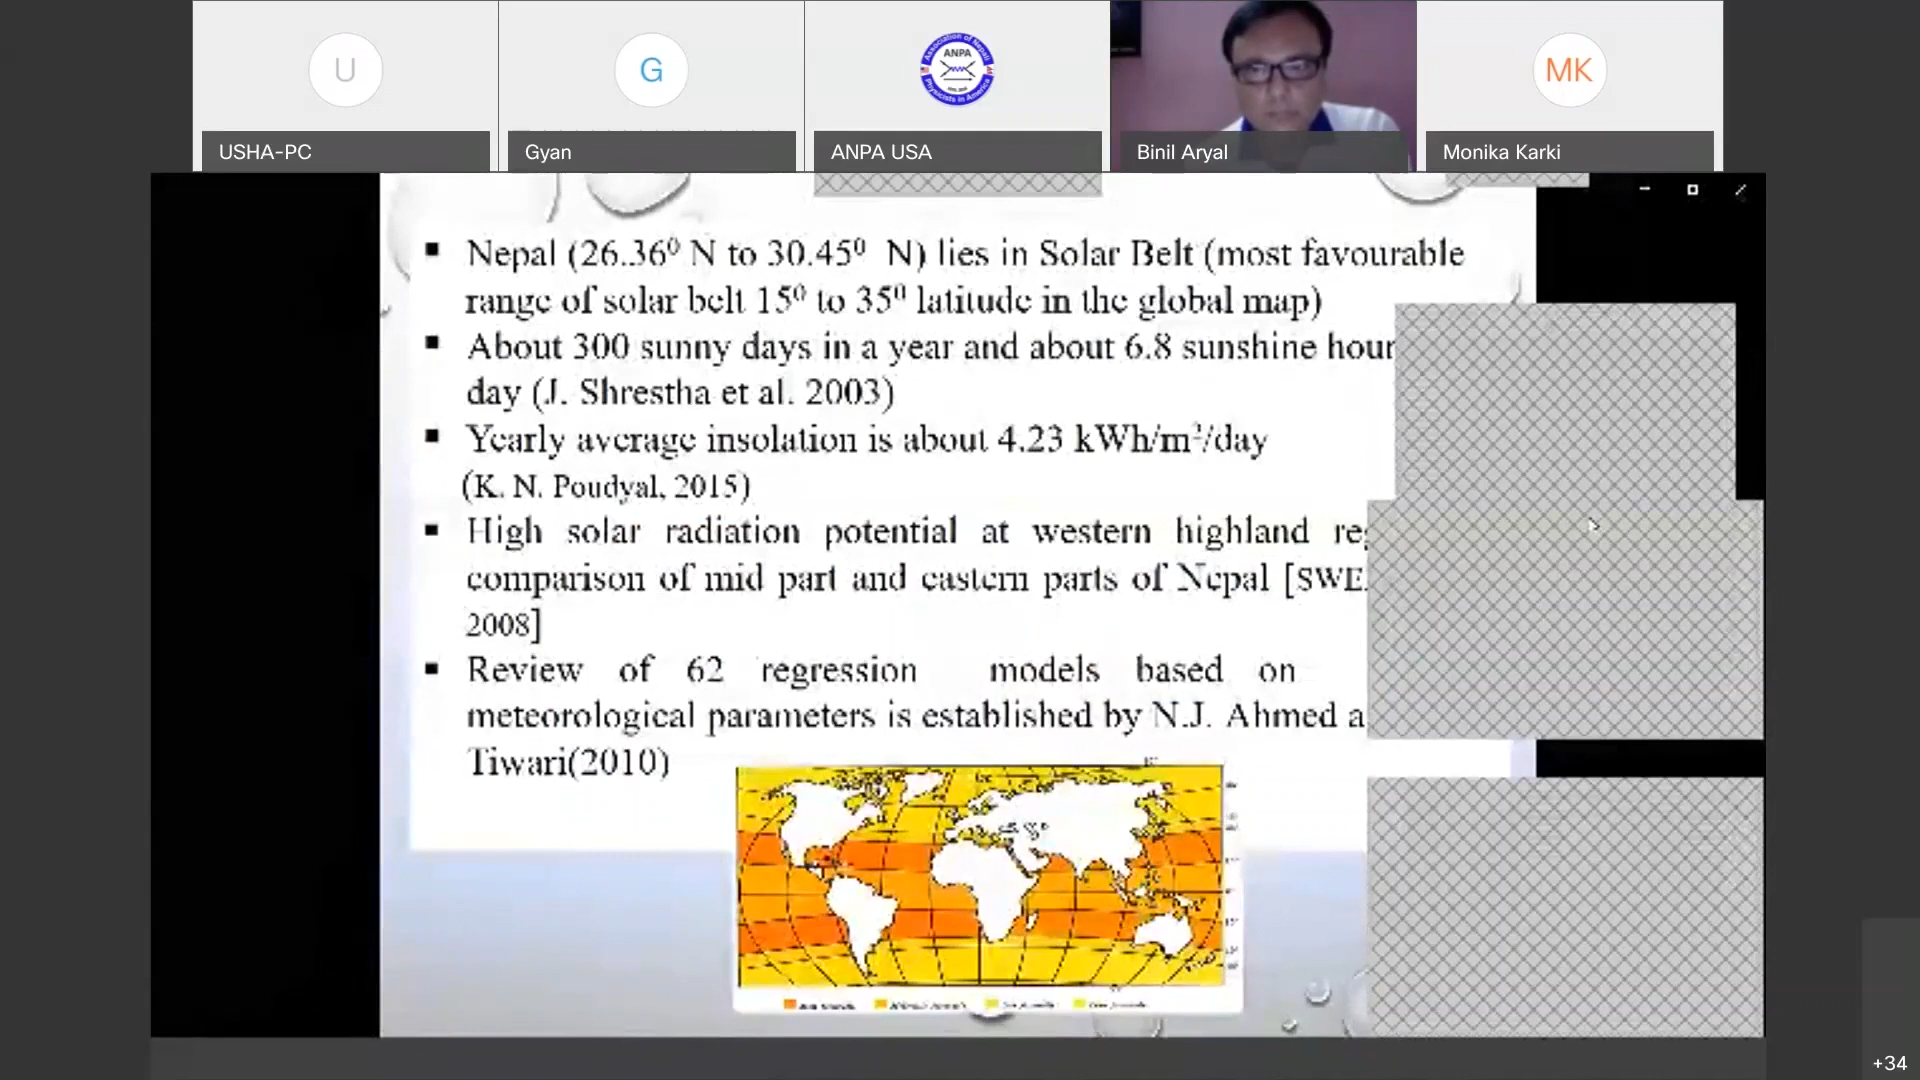 U
G
ANPA
MK
USHA-PC
Gyan
ANPA USA
Binil Aryal
Monika Karki
▪ Nepal (26.36⁰ N to 30.45⁰ N) lies in Solar Belt (most favourable
range of solar belt 15⁰ to 35⁰ latitude in the global map)
▪ About 300 sunny days in a year and about 6.8 sunshine hour
day (J. Shrestha et al. 2003)
▪ Yearly average insolation is about 4.23 kWh/m²/day
(K. N. Poudyal, 2015)
▪ High solar radiation potential at western highland
comparison of mid part and eastern parts of Nepal [SWE
2008]
▪ Review of 62 regression models based on
meteorological parameters is established by N.J. Ahmed a
Tiwari(2010)
+34